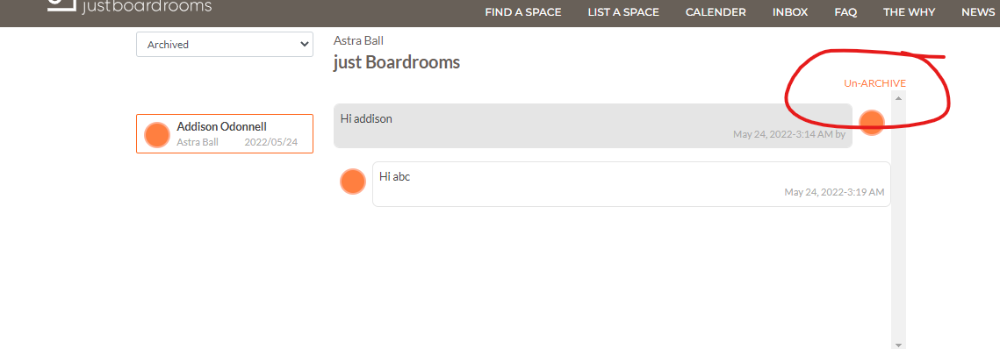 justboardrooms
FIND A SPACE LIST A SPACE CALENDER INBOX FAQ THE WHY NEWS
Archived
Astra Ball
just Boardrooms
Un-ARCHIVE
Addison Odonnell
Astra Ball 2022/05/24
Hi addison
May 24, 2022-3:14 AM by
Hi abc
May 24, 2022-3:19 AM